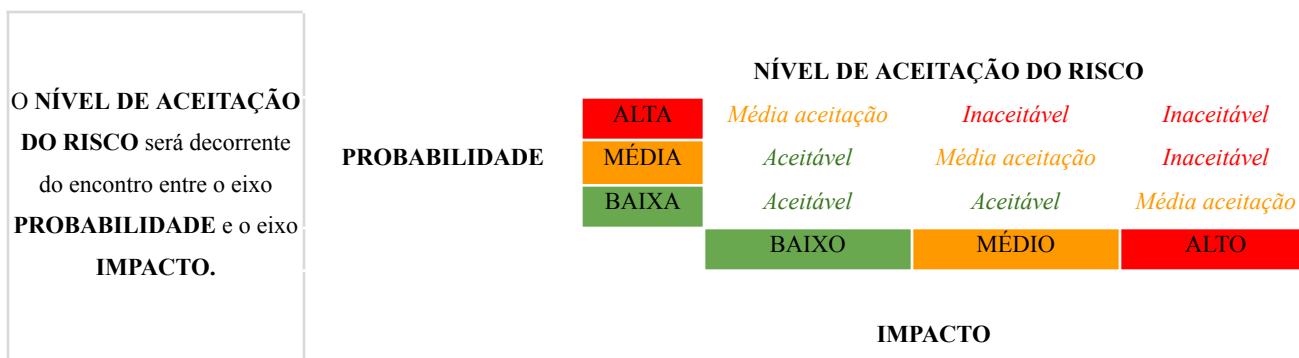 O NÍVEL DE ACEITAÇÃO
DO RISCO será decorrente
do encontro entre o eixo
PROBABILIDADE e o eixo
IMPACTO.
NÍVEL DE ACEITAÇÃO DO RISCO
PROBABILIDADE
ALTA Média aceitação Inaceitável Inaceitável
MÉDIA Aceitável Média aceitação Inaceitável
BAIXA Aceitável Aceitável Média aceitação
BAIXO MÉDIO ALTO
IMPACTO